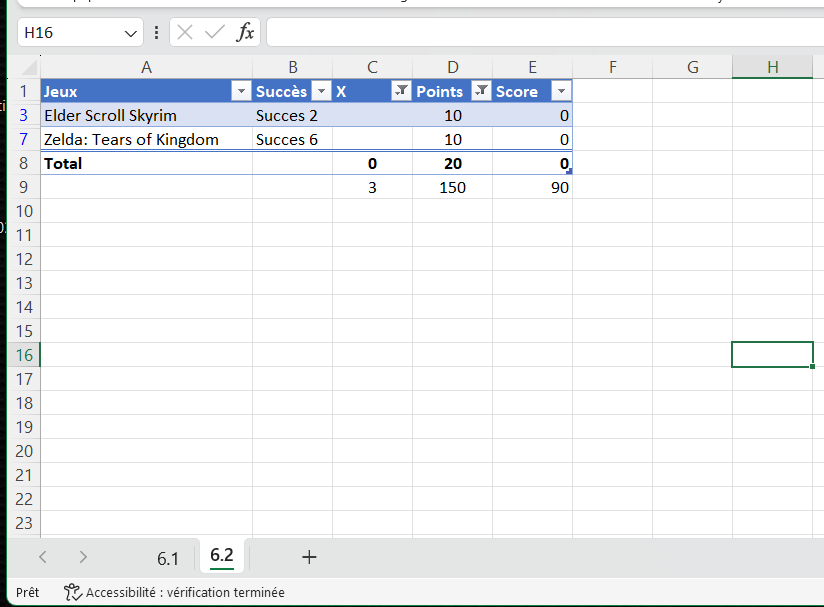 H16 fx
A B C D E F G H
1 Jeux Succès X Points Score
3 Elder Scroll Skyrim Succes 2 10 0
7 Zelda: Tears of Kingdom Succes 6 10 0
8 Total 0 20 0
9 3 150 90
10
11
12
13
14
15
16
17
18
19
20
21
22
23
6.1 6.2 +
Prêt Accessibilité : vérification terminée